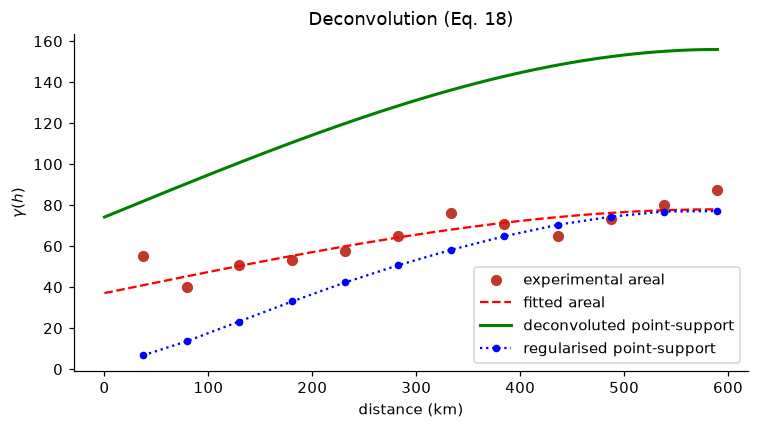 Deconvolution (Eq. 18)
160
140
120
100
80
60
40
20
0
γ(h)
experimental areal
fitted areal
deconvoluted point-support
regularised point-support
0 100 200 300 400 500 600
distance (km)